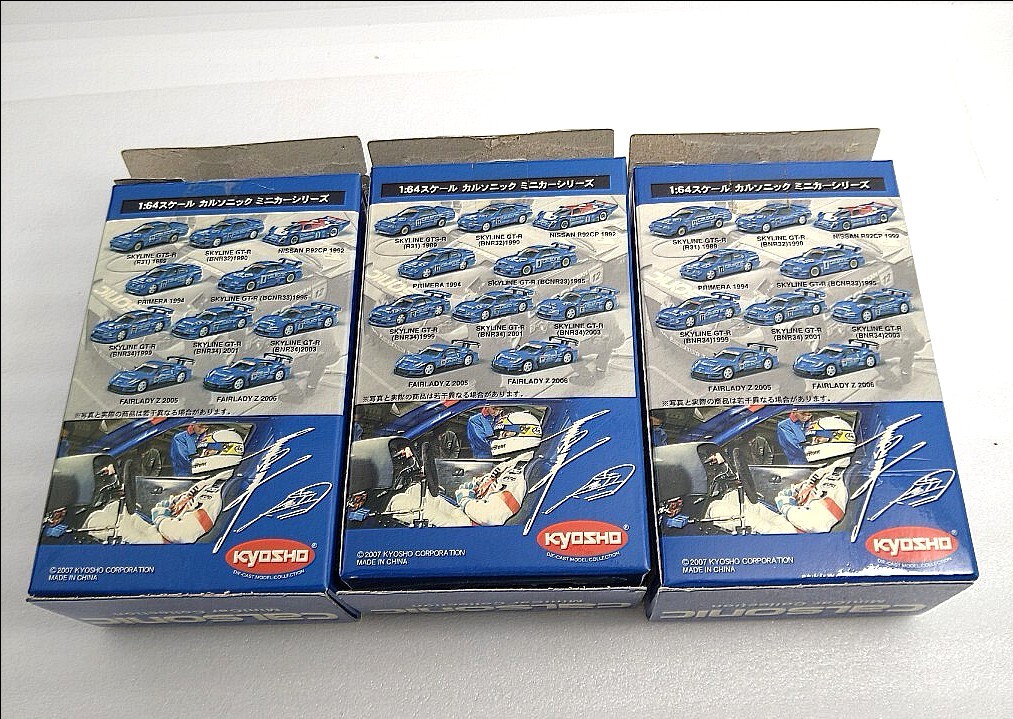 1:64スケール カルソニック ミニカーシリーズ
SKYLINE GTS-R (R31) 1989
SKYLINE GT-R (BNR32)1990
NISSAN R92CP 1992
PRIMERA 1994
SKYLINE GT-R (BCNR33)1995
SKYLINE GT-R (BNR34)1999
SKYLINE GT-R (BNR34) 2001
SKYLINE GT-R (BNR34)2003
FAIRLADY Z 2005
FAIRLADY Z 2006
※写真と実際の商品は若干異なる場合があります。
©2007 KYOSHO CORPORATION
MADE IN CHINA
KYOSHO®
DIE-CAST MODEL COLLECTION
CALSONIC
1:64スケール カルソニック ミニカーシリーズ
SKYLINE GTS-R (R31) 1989
SKYLINE GT-R (BNR32)1990
NISSAN R92CP 1992
PRIMERA 1994
SKYLINE GT-R (BCNR33)1995
SKYLINE GT-R (BNR34)1999
SKYLINE GT-R (BNR34) 2001
SKYLINE GT-R (BNR34)2003
FAIRLADY Z 2005
FAIRLADY Z 2006
※写真と実際の商品は若干異なる場合があります。
©2007 KYOSHO CORPORATION
MADE IN CHINA
KYOSHO®
DIE-CAST MODEL COLLECTION
CALSONIC
1:64スケール カルソニック ミニカーシリーズ
SKYLINE GTS-R (R31) 1989
SKYLINE GT-R (BNR32)1990
NISSAN R92CP 1992
PRIMERA 1994
SKYLINE GT-R (BCNR33)1995
SKYLINE GT-R (BNR34)1999
SKYLINE GT-R (BNR34) 2001
SKYLINE GT-R (BNR34)2003
FAIRLADY Z 2005
FAIRLADY Z 2006
※写真と実際の商品は若干異なる場合があります。
©2007 KYOSHO CORPORATION
MADE IN CHINA
KYOSHO®
DIE-CAST MODEL COLLECTION
CALSONIC